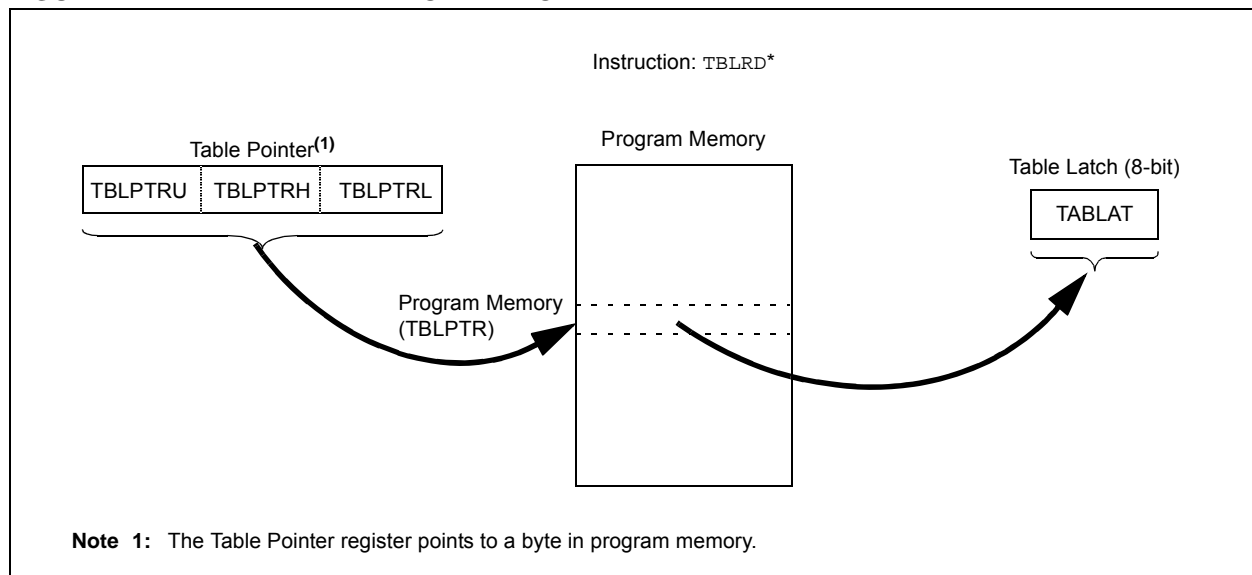 Instruction: TBLRD*
Table Pointer(1)
TBLPTRU TBLPTRH TBLPTRL
Program Memory
Table Latch (8-bit)
TABLAT
Program Memory
(TBLPTR)
Note 1: The Table Pointer register points to a byte in program memory.